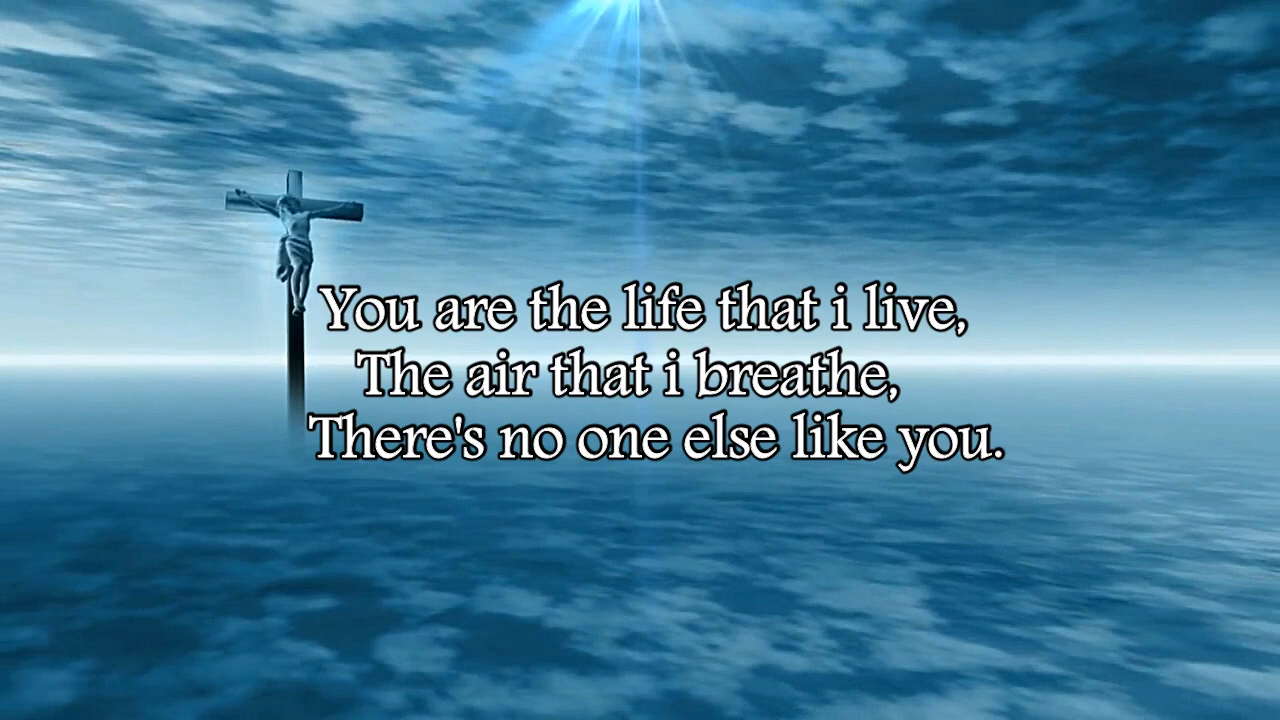 You are the life that i live,
The air that i breathe,
There's no one else like you.